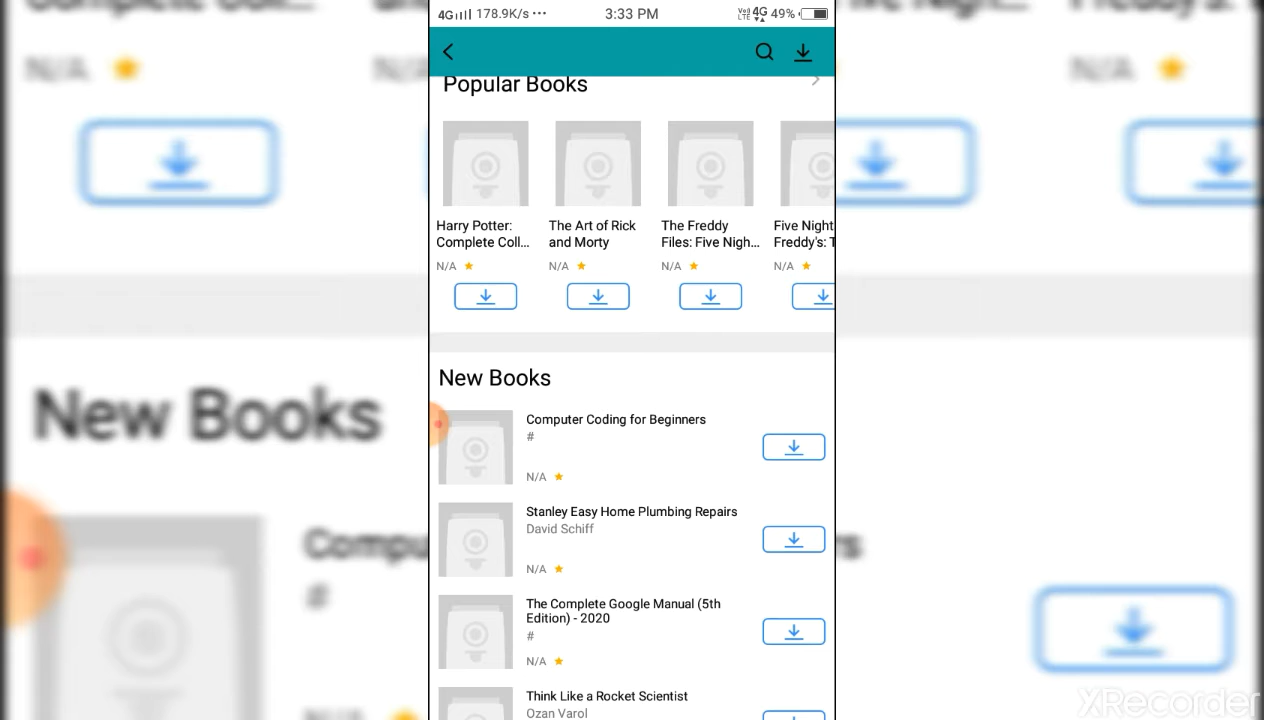 4G 178.9K/s ··· 3:33 PM VoLTE 4G 49%
Popular Books
Harry Potter:
Complete Coll...
N/A
The Art of Rick
and Morty
N/A
The Freddy
Files: Five Nigh...
N/A
Five Night
Freddy's: T
N/A
New Books
Computer Coding for Beginners
#
N/A
Stanley Easy Home Plumbing Repairs
David Schiff
N/A
The Complete Google Manual (5th
Edition) - 2020
#
N/A
Think Like a Rocket Scientist
Ozan Varol
N/A
N/A
New Books
Compu
rs
#
XRecorder